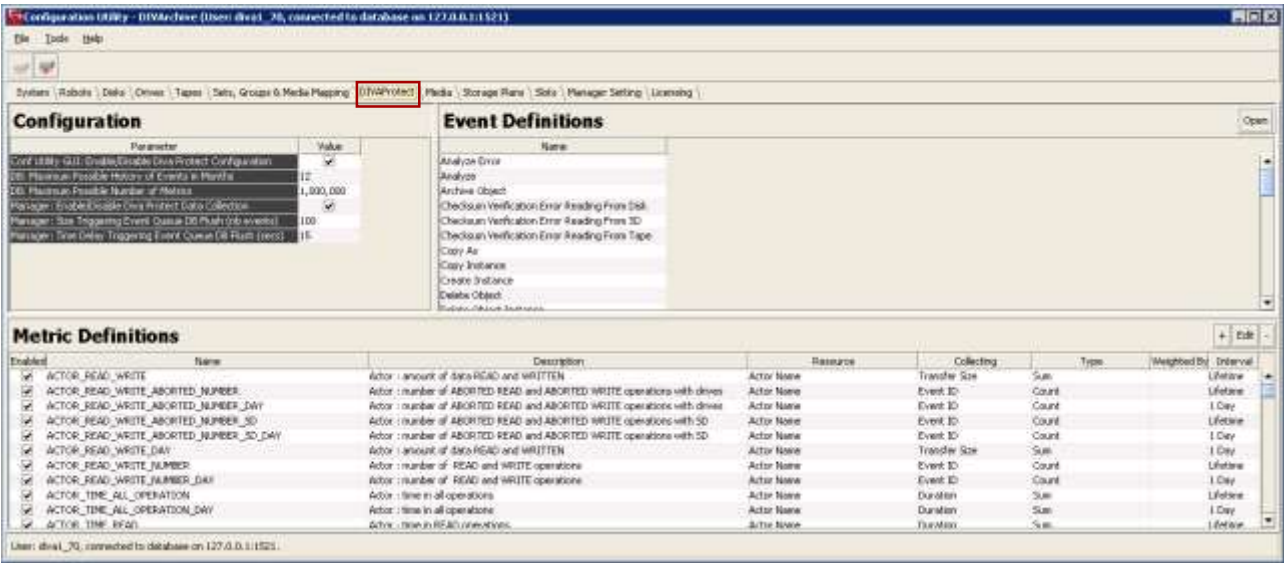 Configuration Utility - DIVArchive (User: diva1_70, connected to database on 127.0.0.1:1521)
File Tools Help
System Robots Disks Drives Tapes Sets, Groups & Media Mapping DIVAProtect Media Storage Plans Slots Manager Setting Licensing
Configuration
Parameter Value
Conf Utility GUI: Enable/Disable Diva Protect Configuration
DB: Maximum Possible History of Events in Months 12
DB: Maximum Possible Number of Metrics 1,000,000
Manager: Enable/Disable Diva Protect Data Collection
Manager: Size Triggering Event Queue DB Flush (nb events) 100
Manager: Time Delay Triggering Event Queue DB Flush (secs) 15
Event Definitions
Open
Name
Analyze Error
Analyze
Archive Object
Checksum Verification Error Reading From Disk
Checksum Verification Error Reading From SD
Checksum Verification Error Reading From Tape
Copy As
Copy Instance
Create Instance
Delete Object
Delete Object Instance
Metric Definitions
+ Edit -
Enabled Name Description Resource Collecting Type Weighted By Interval
ACTOR_READ_WRITE Actor : amount of data READ and WRITTEN Actor Name Transfer Size Sum Lifetime
ACTOR_READ_WRITE_ABORTED_NUMBER Actor : number of ABORTED READ and ABORTED WRITE operations with drives Actor Name Event ID Count Lifetime
ACTOR_READ_WRITE_ABORTED_NUMBER_DAY Actor : number of ABORTED READ and ABORTED WRITE operations with drives Actor Name Event ID Count 1 Day
ACTOR_READ_WRITE_ABORTED_NUMBER_SD Actor : number of ABORTED READ and ABORTED WRITE operations with SD Actor Name Event ID Count Lifetime
ACTOR_READ_WRITE_ABORTED_NUMBER_SD_DAY Actor : number of ABORTED READ and ABORTED WRITE operations with SD Actor Name Event ID Count 1 Day
ACTOR_READ_WRITE_DAY Actor : amount of data READ and WRITTEN Actor Name Transfer Size Sum 1 Day
ACTOR_READ_WRITE_NUMBER Actor : number of READ and WRITE operations Actor Name Event ID Count Lifetime
ACTOR_READ_WRITE_NUMBER_DAY Actor : number of READ and WRITE operations Actor Name Event ID Count 1 Day
ACTOR_TIME_ALL_OPERATION Actor : time in all operations Actor Name Duration Sum Lifetime
ACTOR_TIME_ALL_OPERATION_DAY Actor : time in all operations Actor Name Duration Sum 1 Day
ACTOR_TIME_READ Actor : time in READ operations Actor Name Duration Sum Lifetime
User: diva1_70, connected to database on 127.0.0.1:1521.